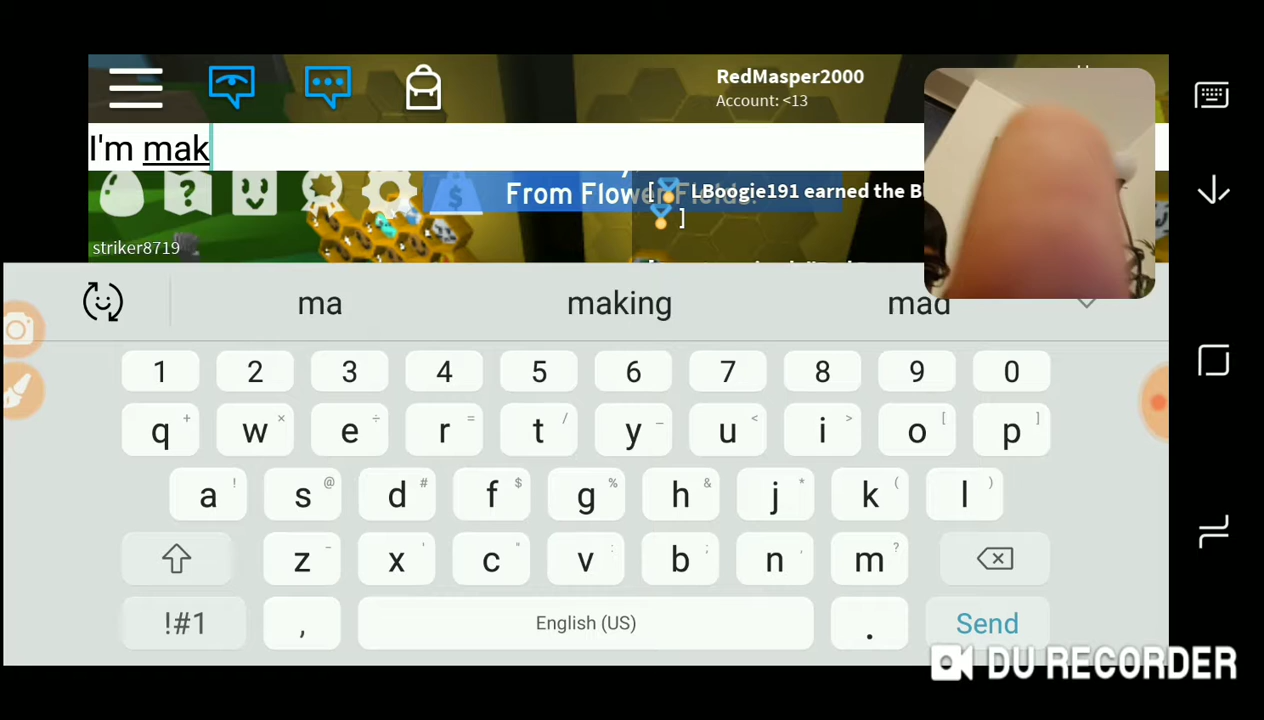 RedMasper2000
Account: <13
I'm mak
From Flower Fields.
[ LBoogie191 earned the B
]
striker8719
ma making mad
1 2 3 4 5 6 7 8 9 0
q + w × e ÷ r = t / y _ u < i > o [ p ]
a ! s @ d # f $ g % h & j * k ( l )
z - x ' c " v : b ; n , m ?
!#1 , English (US) . Send
DU RECORDER